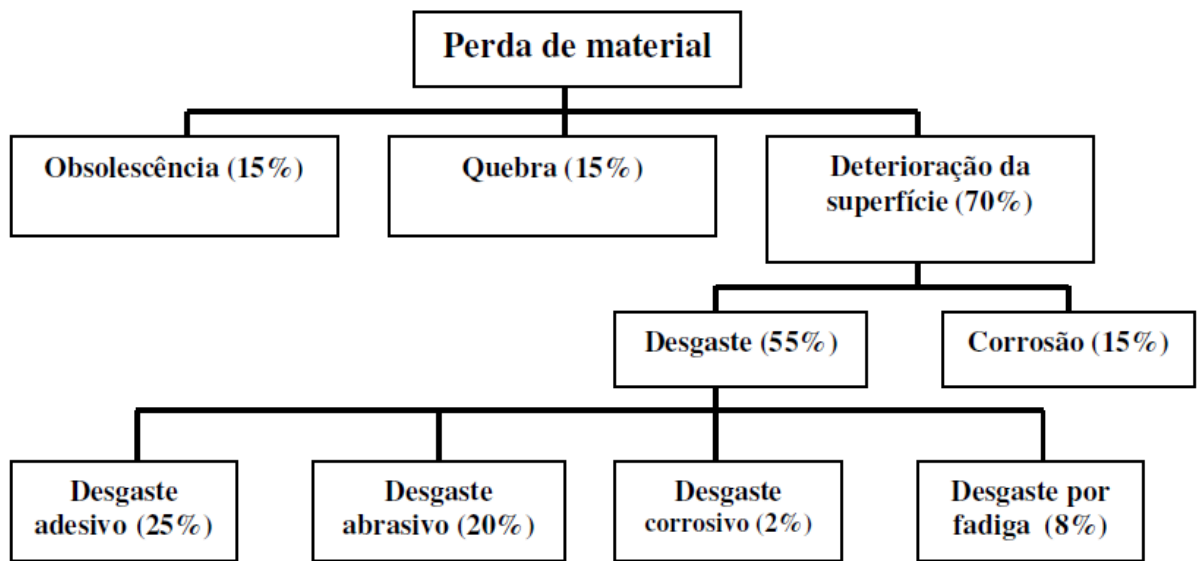 Perda de material
Obsolescência (15%)
Quebra (15%)
Deterioração da
superfície (70%)
Desgaste (55%)
Corrosão (15%)
Desgaste
adesivo (25%)
Desgaste
abrasivo (20%)
Desgaste
corrosivo (2%)
Desgaste por
fadiga (8%)